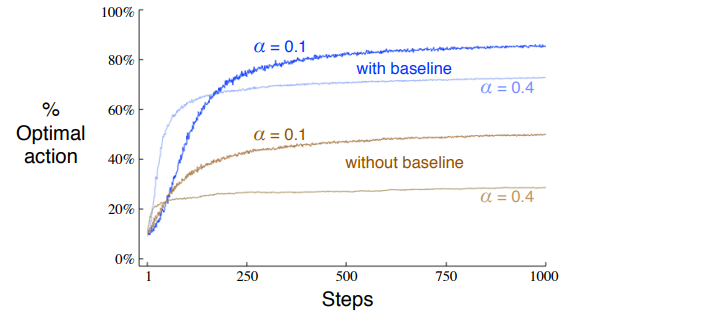 100%
80%
60%
40%
20%
0%
%
Optimal
action
α = 0.1
with baseline
α = 0.4
α = 0.1
without baseline
α = 0.4
1
250
500
750
1000
Steps